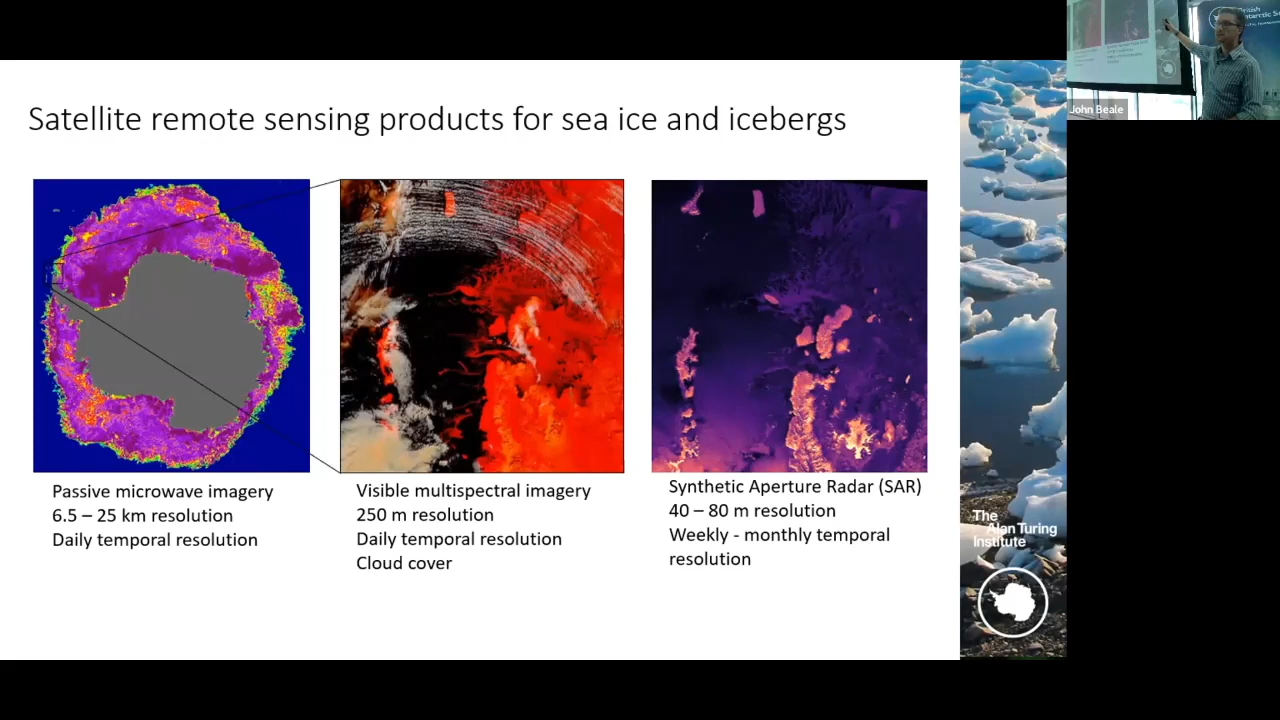 Satellite remote sensing products for sea ice and icebergs
Passive microwave imagery
6.5 – 25 km resolution
Daily temporal resolution
Visible multispectral imagery
250 m resolution
Daily temporal resolution
Cloud cover
Synthetic Aperture Radar (SAR)
40 – 80 m resolution
Weekly - monthly temporal
resolution
The
Alan Turing
Institute
British
Antarctic
John Beale